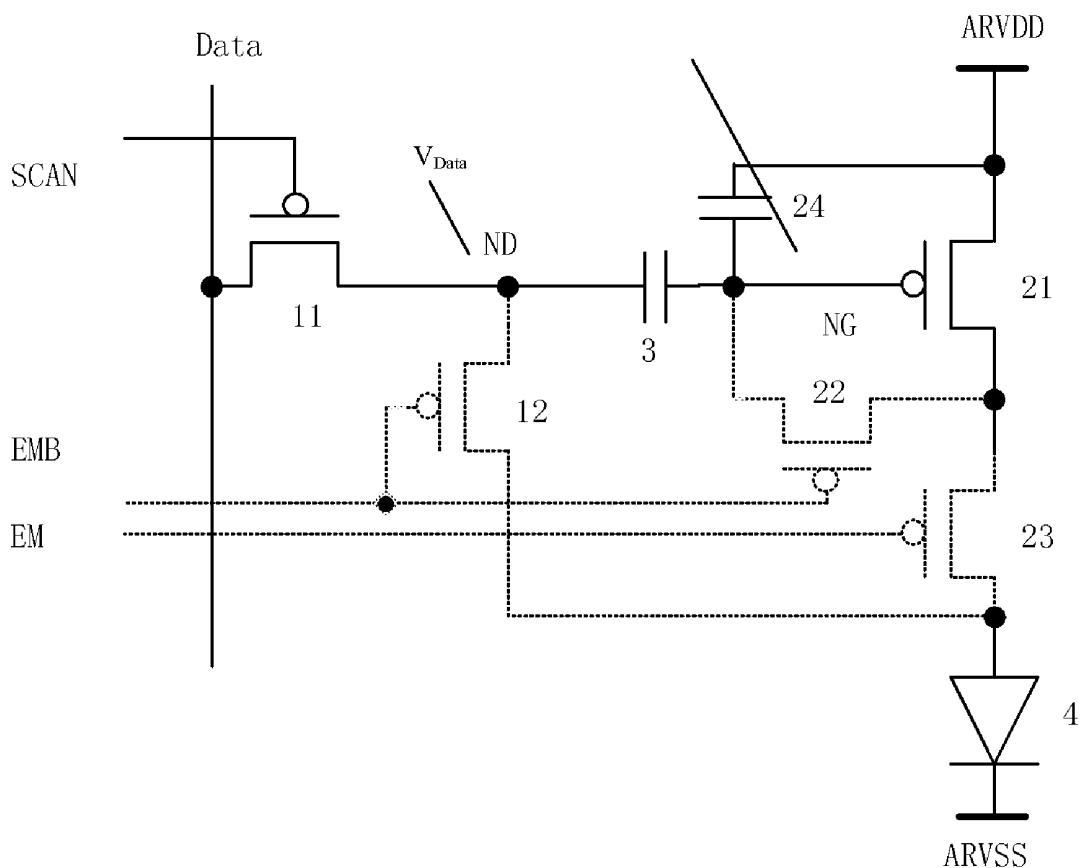 ARVDD
Data
V_Data
SCAN
24
ND
21
11
NG
3
22
12
EMB
EM
23
4
ARVSS